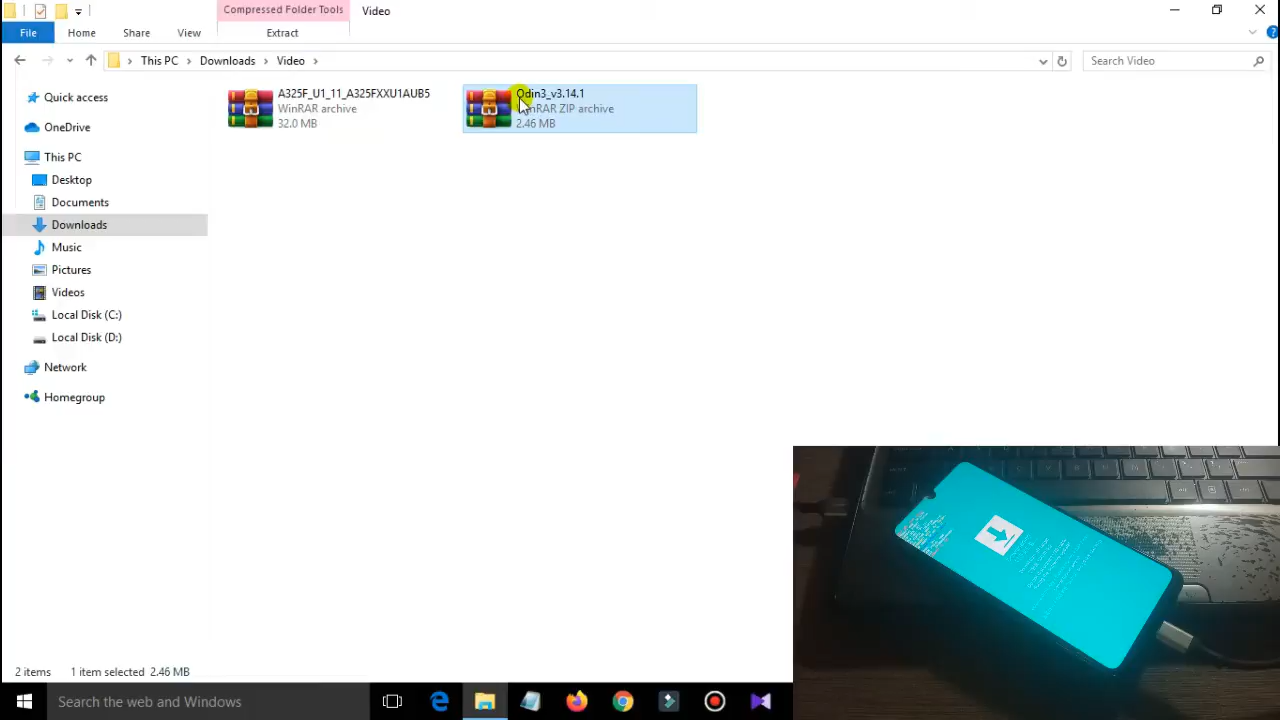 Compressed Folder Tools
Video
File
Home
Share
View
Extract
This PC
Downloads
Video
Search Video
Quick access
OneDrive
This PC
Desktop
Documents
Downloads
Music
Pictures
Videos
Local Disk (C:)
Local Disk (D:)
Network
Homegroup
A325F_U1_11_A325FXXU1AUB5
WinRAR archive
32.0 MB
Odin3_v3.14.1
WinRAR ZIP archive
2.46 MB
2 items
1 item selected 2.46 MB
Search the web and Windows